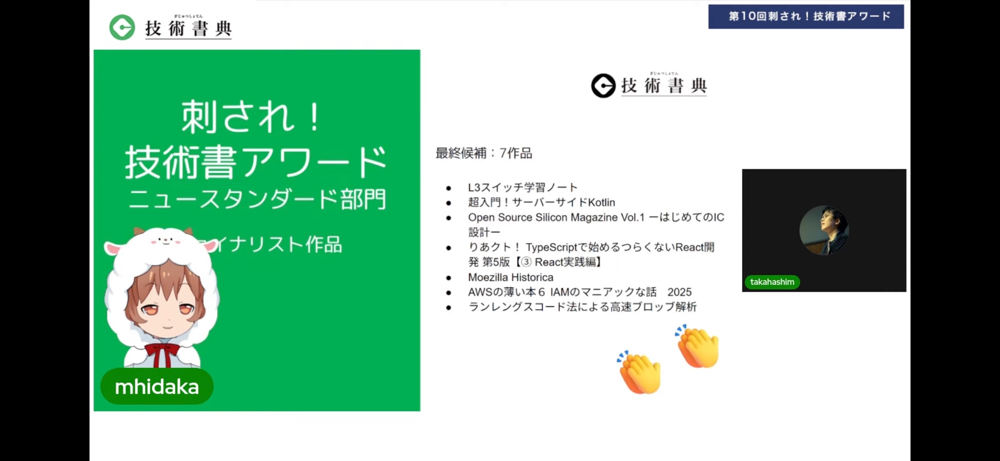 ぎじゅつしょてん
技術書典
第10回刺され！技術書アワード
刺され！
技術書アワード
ニュースタンダード部門
イナリスト作品
mhidaka
ぎじゅつしょてん
技術書典
最終候補：7作品
● L3スイッチ学習ノート
● 超入門！サーバーサイドKotlin
● Open Source Silicon Magazine Vol.1 ーはじめてのIC
設計ー
● りあクト！ TypeScriptで始めるつらくないReact開
発 第5版【③ React実践編】
● Moezilla Historica
● AWSの薄い本６ IAMのマニアックな話　2025
● ランレングスコード法による高速ブロッブ解析
takahashim